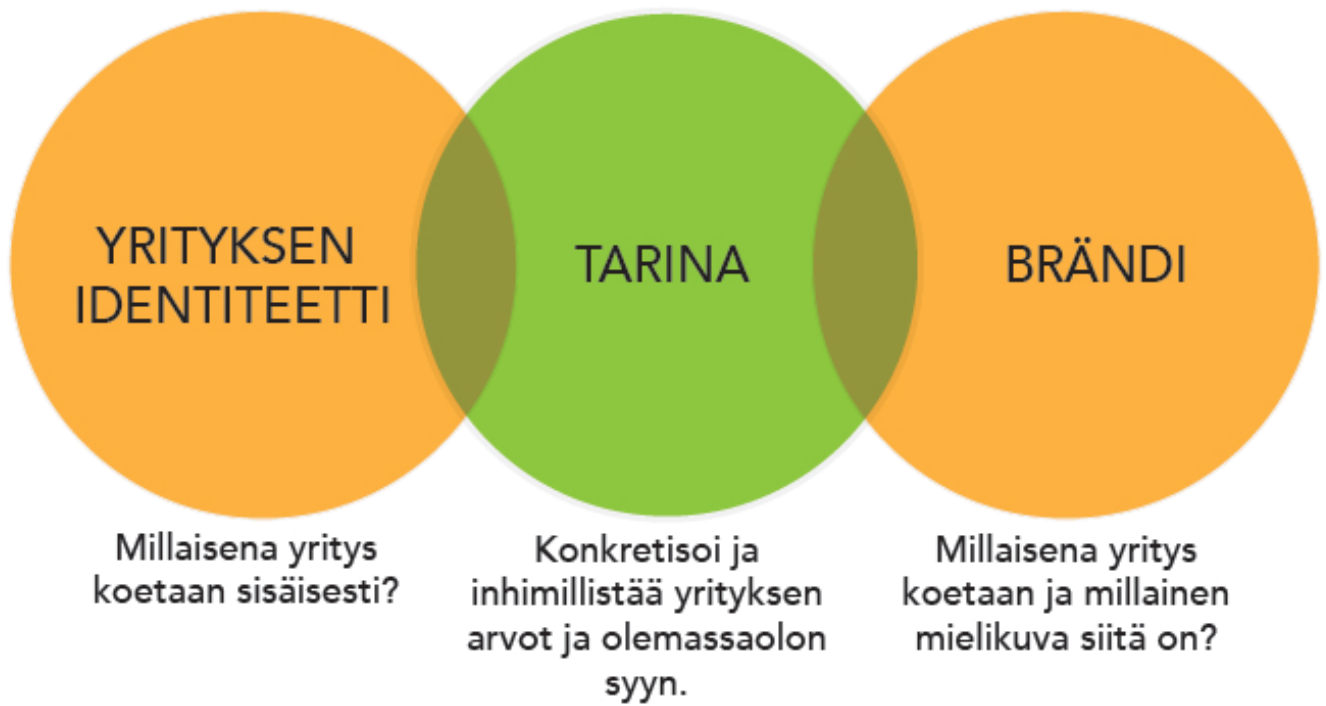 YRITYKSEN
IDENTITEETTI
TARINA
BRÄNDI
Millaisena yritys
koetaan sisäisesti?
Konkretisoi ja
inhimillistää yrityksen
arvot ja olemassaolon
syyn.
Millaisena yritys
koetaan ja millainen
mielikuva siitä on?